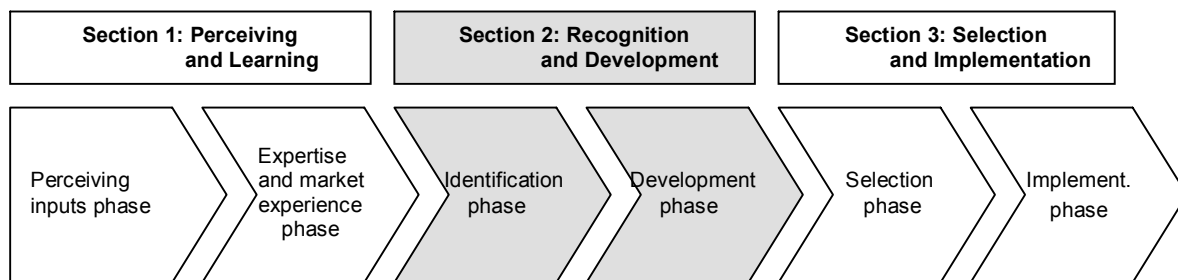 Section 1: Perceiving
and Learning
Section 2: Recognition
and Development
Section 3: Selection
and Implementation
Perceiving
inputs phase
Expertise
and market
experience
phase
Identification
phase
Development
phase
Selection
phase
Implement.
phase